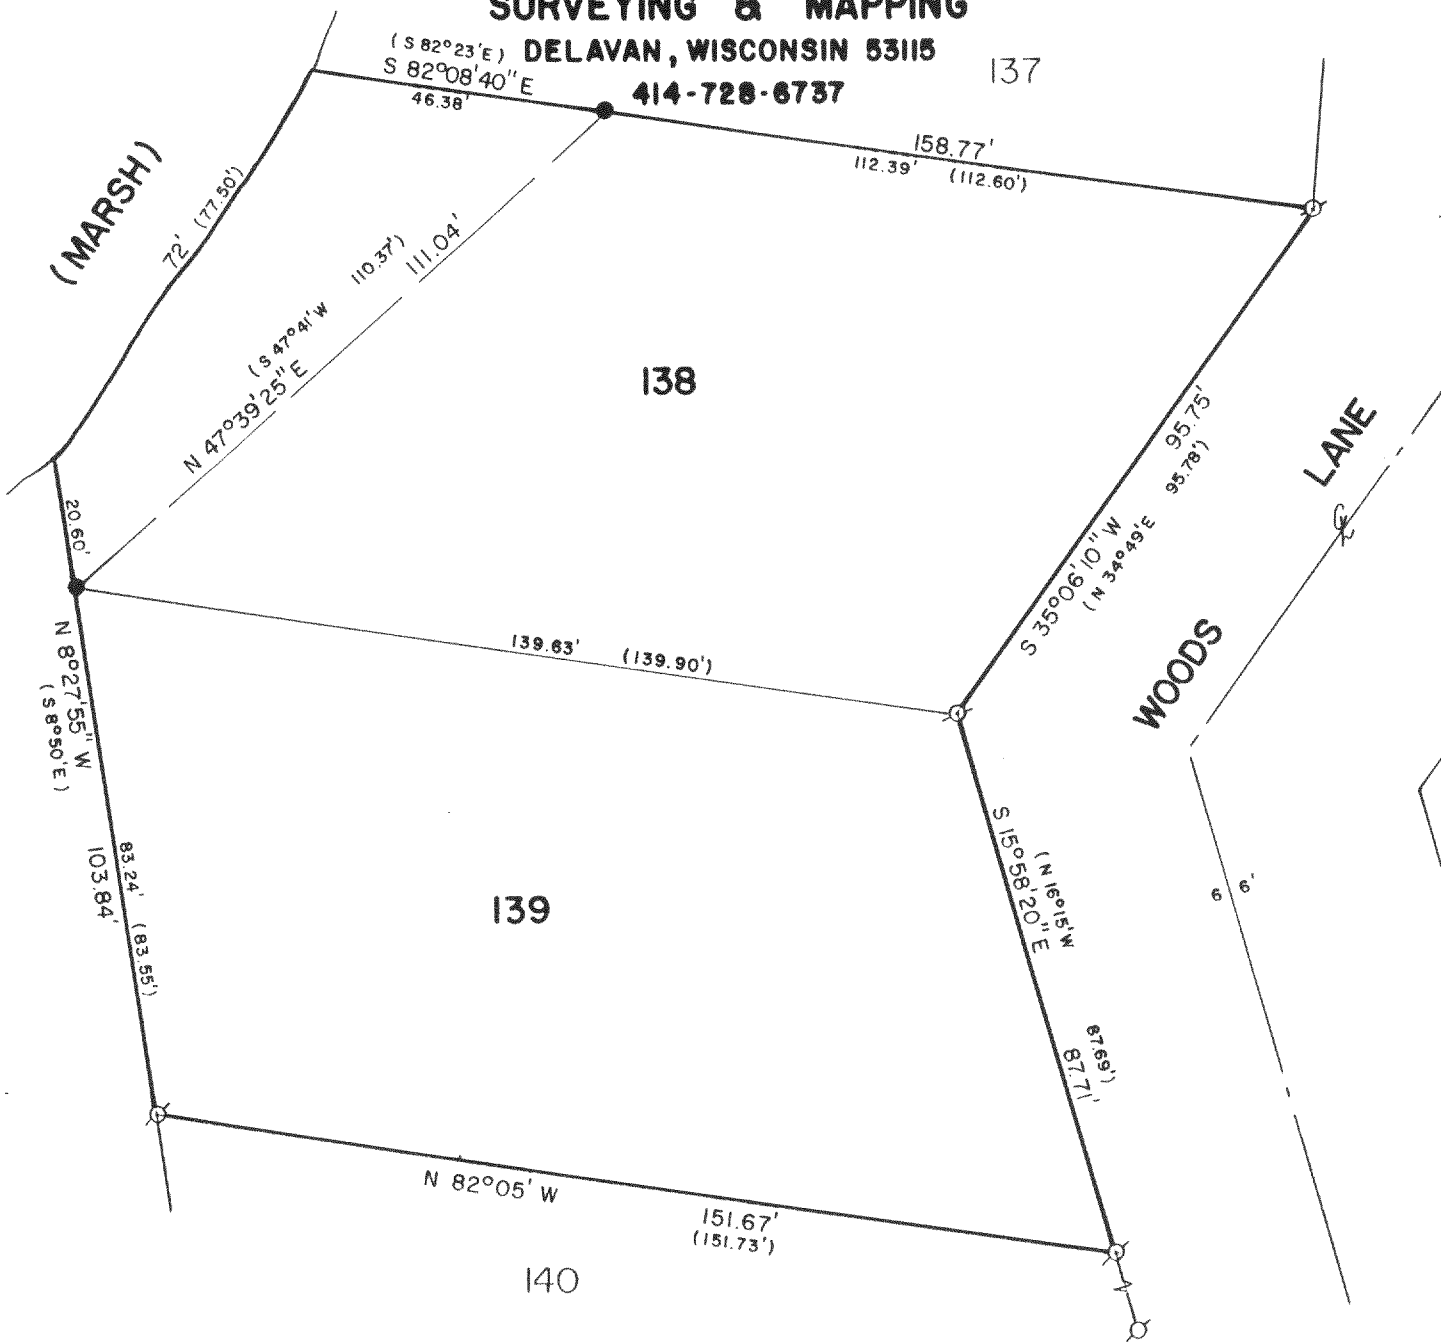 SURVEYING & MAPPING
DELAVAN, WISCONSIN 53115
414-728-6737
137
(S 82°23'E)
S 82°08'40" E
46.38'
158.77'
112.39' (112.60')
(MARSH)
72' (77.50')
(S 47°41'W 110.37')
N 47°39'25" E 111.04'
138
S 35°06'10" W 95.75'
(N 34°49'E 95.78')
WOODS LANE
20.60'
139.63' (139.90')
N 8°27'55" W
(S 8°50'E)
83.24' (83.55')
103.84'
139
(N 16°15'W 87.69')
S 15°58'20" E 87.71'
6 6'
N 82°05' W
151.67'
(151.73')
140